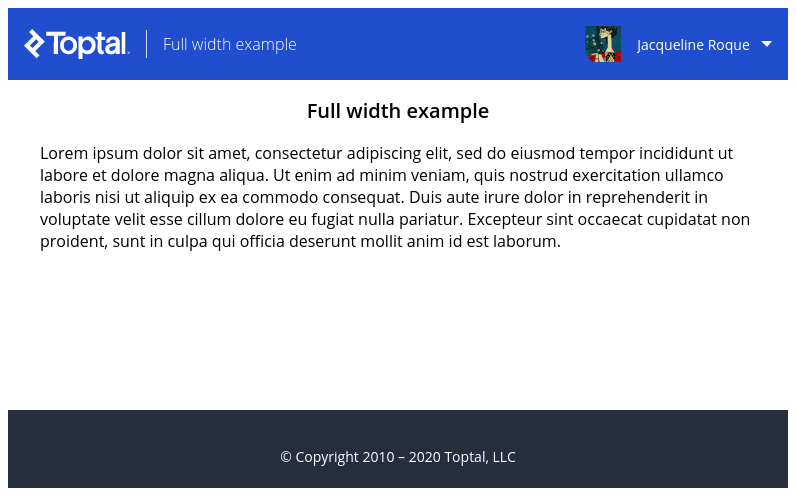 Toptal.
Full width example
Jacqueline Roque
Full width example
Lorem ipsum dolor sit amet, consectetur adipiscing elit, sed do eiusmod tempor incididunt ut
labore et dolore magna aliqua. Ut enim ad minim veniam, quis nostrud exercitation ullamco
laboris nisi ut aliquip ex ea commodo consequat. Duis aute irure dolor in reprehenderit in
voluptate velit esse cillum dolore eu fugiat nulla pariatur. Excepteur sint occaecat cupidatat non
proident, sunt in culpa qui officia deserunt mollit anim id est laborum.
© Copyright 2010 – 2020 Toptal, LLC